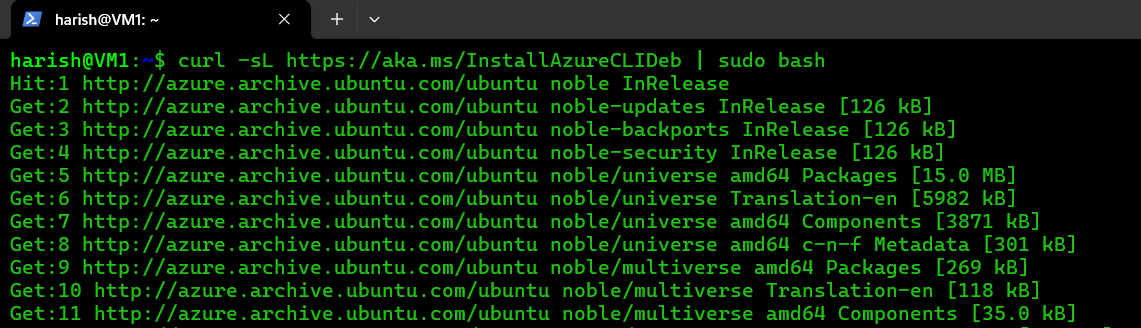 harish@VM1: ~
harish@VM1:~$ curl -sL https://aka.ms/InstallAzureCLIDeb | sudo bash
Hit:1 http://azure.archive.ubuntu.com/ubuntu noble InRelease
Get:2 http://azure.archive.ubuntu.com/ubuntu noble-updates InRelease [126 kB]
Get:3 http://azure.archive.ubuntu.com/ubuntu noble-backports InRelease [126 kB]
Get:4 http://azure.archive.ubuntu.com/ubuntu noble-security InRelease [126 kB]
Get:5 http://azure.archive.ubuntu.com/ubuntu noble/universe amd64 Packages [15.0 MB]
Get:6 http://azure.archive.ubuntu.com/ubuntu noble/universe Translation-en [5982 kB]
Get:7 http://azure.archive.ubuntu.com/ubuntu noble/universe amd64 Components [3871 kB]
Get:8 http://azure.archive.ubuntu.com/ubuntu noble/universe amd64 c-n-f Metadata [301 kB]
Get:9 http://azure.archive.ubuntu.com/ubuntu noble/multiverse amd64 Packages [269 kB]
Get:10 http://azure.archive.ubuntu.com/ubuntu noble/multiverse Translation-en [118 kB]
Get:11 http://azure.archive.ubuntu.com/ubuntu noble/multiverse amd64 Components [35.0 kB]